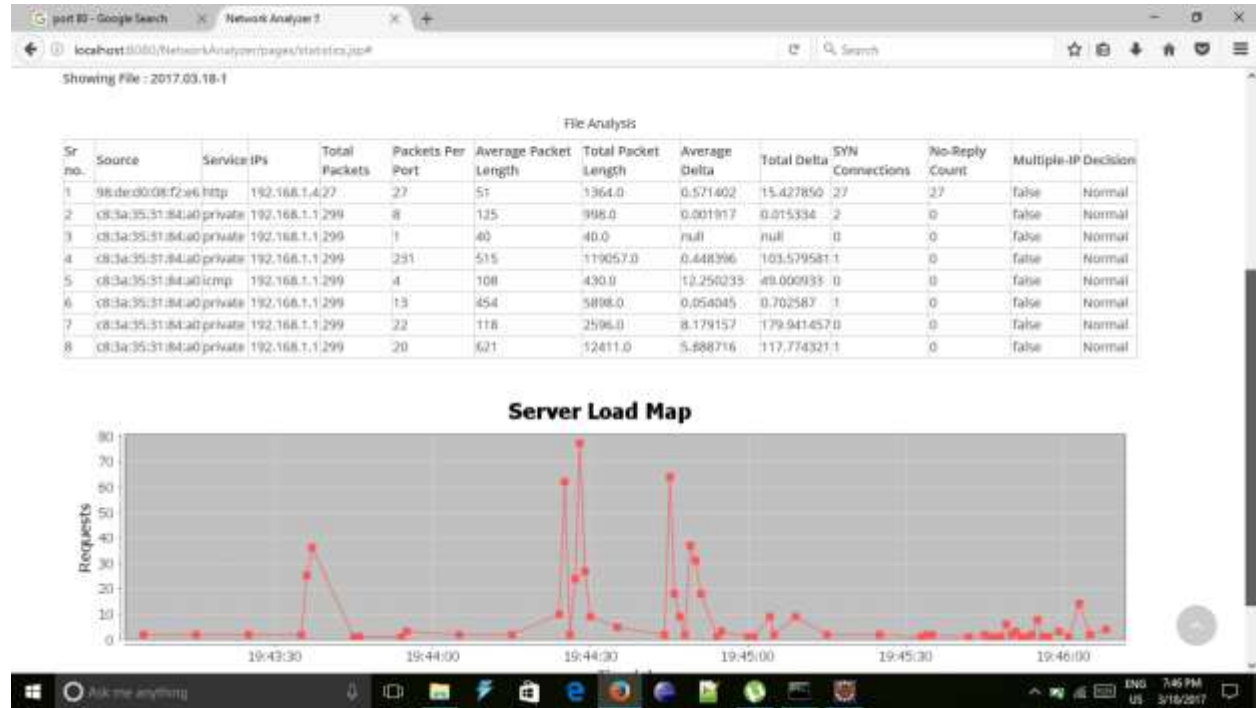 port 80 - Google Search Network Analyzer !!
localhost:8080/NetworkAnalyzer/pages/statistics.jsp# Search
Showing File : 2017.03.18-1
File Analysis
Sr no. Source Service IPs Total Packets Packets Per Port Average Packet Length Total Packet Length Average Delta Total Delta SYN Connections No-Reply Count Multiple-IP Decision
1 98:de:d0:08:f2:e6 http 192.168.1.4 27 27 51 1364.0 0.571402 15.427850 27 27 false Normal
2 c8:3a:35:31:84:a0 private 192.168.1.1 299 8 125 998.0 0.001917 0.015334 2 0 false Normal
3 c8:3a:35:31:84:a0 private 192.168.1.1 299 1 40 40.0 null null 0 0 false Normal
4 c8:3a:35:31:84:a0 private 192.168.1.1 299 231 515 119057.0 0.448396 103.579581 1 0 false Normal
5 c8:3a:35:31:84:a0 icmp 192.168.1.1 299 4 108 430.0 12.250233 49.000933 0 0 false Normal
6 c8:3a:35:31:84:a0 private 192.168.1.1 299 13 454 5898.0 0.054045 0.702587 1 0 false Normal
7 c8:3a:35:31:84:a0 private 192.168.1.1 299 22 118 2596.0 8.179157 179.941457 0 0 false Normal
8 c8:3a:35:31:84:a0 private 192.168.1.1 299 20 621 12411.0 5.888716 117.774321 1 0 false Normal
Server Load Map
80
70
60
50
40
30
20
10
0
Requests
19:43:30 19:44:00 19:44:30 19:45:00 19:45:30 19:46:00
Ask me anything ENG 7:46 PM
US 3/18/2017